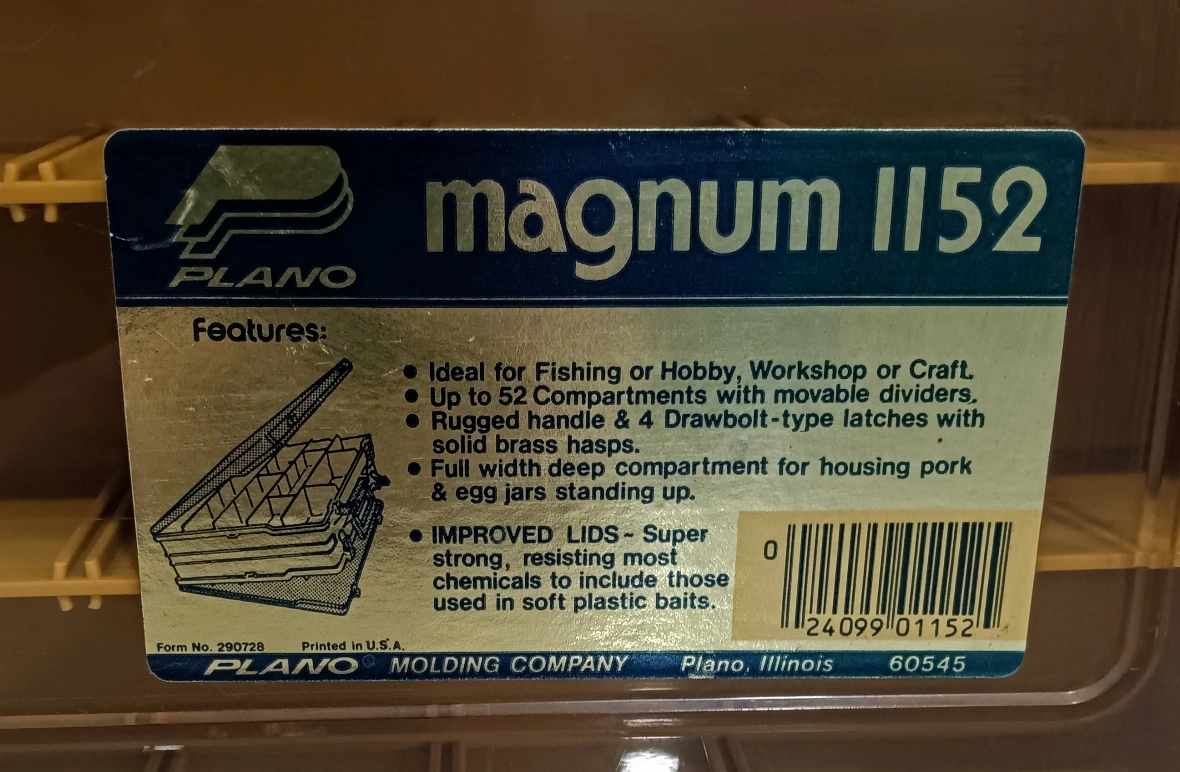 PLANO
magnum 1152
Features:
• Ideal for Fishing or Hobby, Workshop or Craft.
• Up to 52 Compartments with movable dividers.
• Rugged handle & 4 Drawbolt-type latches with
solid brass hasps.
• Full width deep compartment for housing pork
& egg jars standing up.
• IMPROVED LIDS - Super
strong, resisting most
chemicals to include those
used in soft plastic baits.
0
24099 01152
Form No. 290728 Printed in U.S.A.
PLANO® MOLDING COMPANY Plano, Illinois 60545